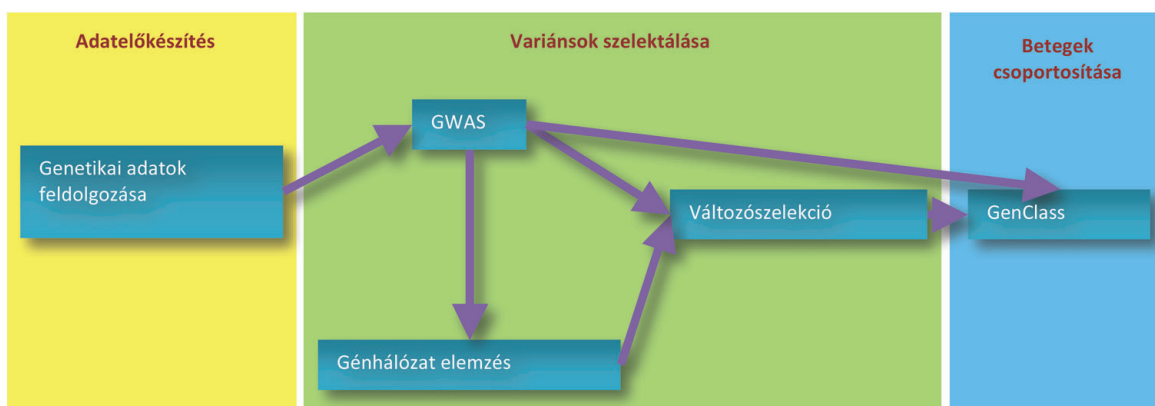 Adatelőkészítés
Variánsok szelektálása
Betegek
csoportosítása
Genetikai adatok
feldolgozása
GWAS
Génhálózat elemzés
Változószelekció
GenClass